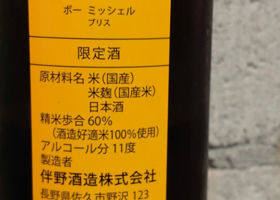 ボー ミッシェル
ブリス
限定酒
原材料名 米(国産)
米麹(国産米)
日本酒
精米歩合 60%
(酒造好適米100%使用)
アルコール分 11度
製造者
伴野酒造株式会社
長野県佐久市野沢 123